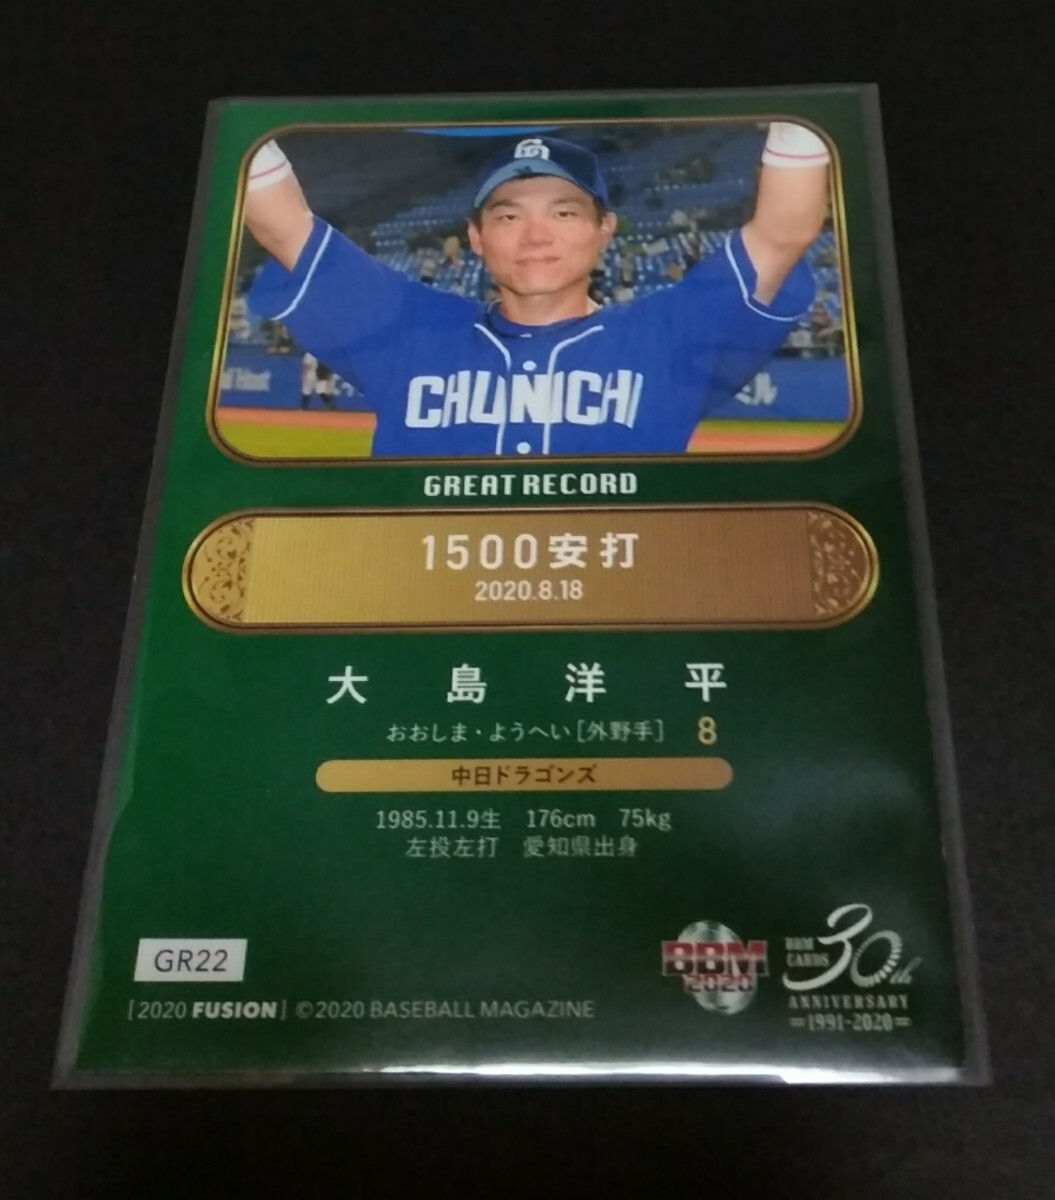 CD
CHUNICHI
GREAT RECORD
1500安打
2020.8.18
大島洋平
おおしま・ようへい[外野手] 8
中日ドラゴンズ
1985.11.9生 176cm 75kg
左投左打 愛知県出身
GR22
BBM
2020
BBM
CARDS
30th
ANNIVERSARY
=1991-2020=
[2020 FUSION] ©2020 BASEBALL MAGAZINE